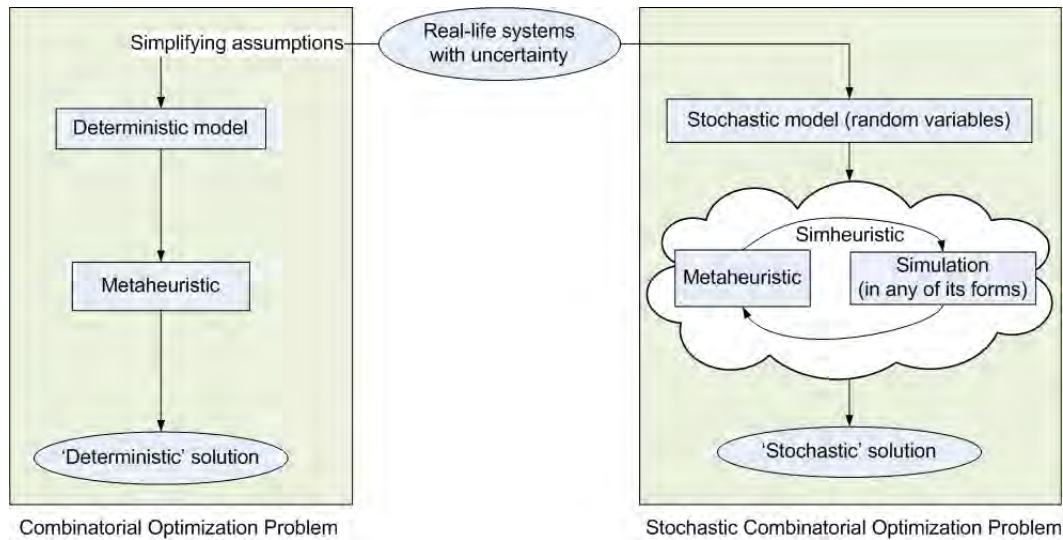 Real-life systems
with uncertainty
Simplifying assumptions
Deterministic model
Metaheuristic
‘Deterministic’ solution
Combinatorial Optimization Problem
Stochastic model (random variables)
Simheuristic
Metaheuristic
Simulation
(in any of its forms)
‘Stochastic’ solution
Stochastic Combinatorial Optimization Problem